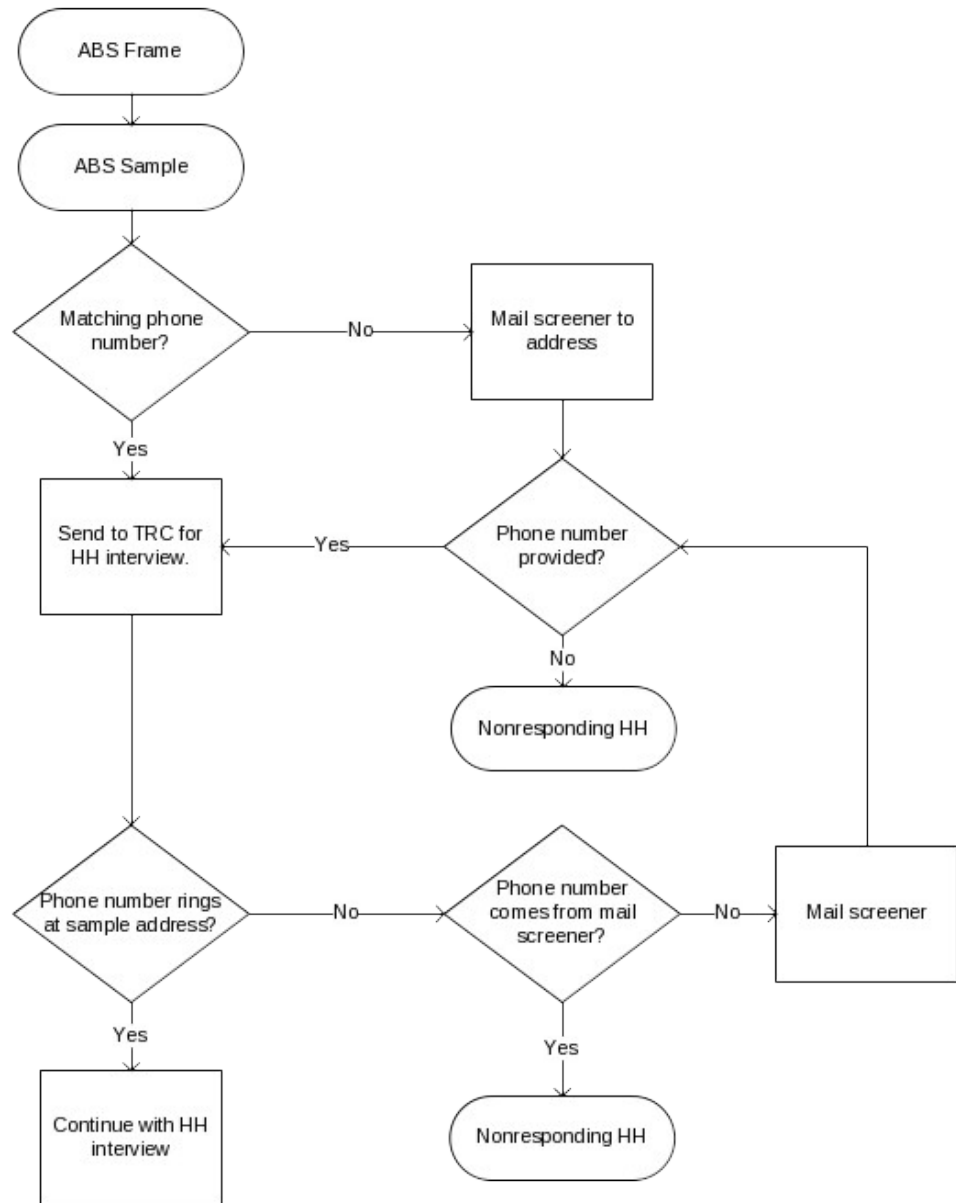 ABS Frame
ABS Sample
Matching phone
number?
No
Mail screener to
address
Yes
Send to TRC for
HH interview.
Yes
Phone number
provided?
No
Nonresponding HH
Phone number rings
at sample address?
No
Phone number
comes from mail
screener?
No
Mail screener
Yes
Continue with HH
interview
Yes
Nonresponding HH